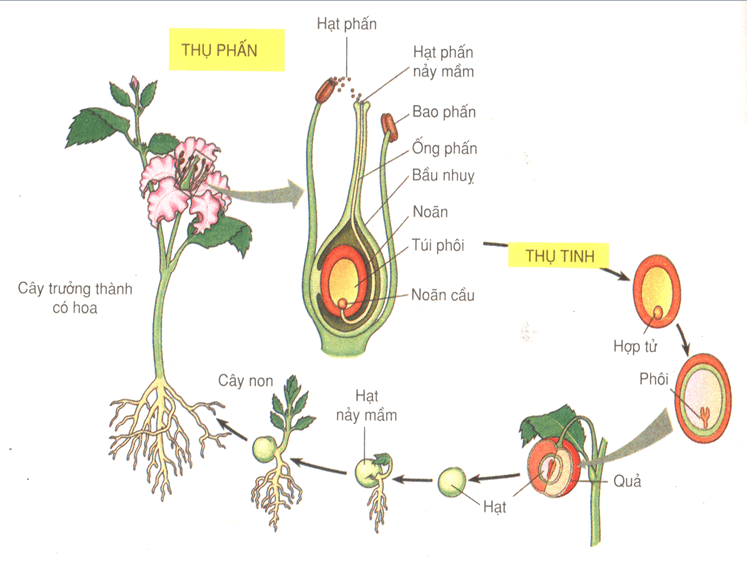 THỤ PHẤN
Hạt phấn
Hạt phấn
nảy mầm
Bao phấn
Ống phấn
Bầu nhuỵ
Noãn
Túi phôi
Noãn cầu
THỤ TINH
Hợp tử
Phôi
Quả
Hạt
Hạt
nảy mầm
Cây non
Cây trưởng thành
có hoa